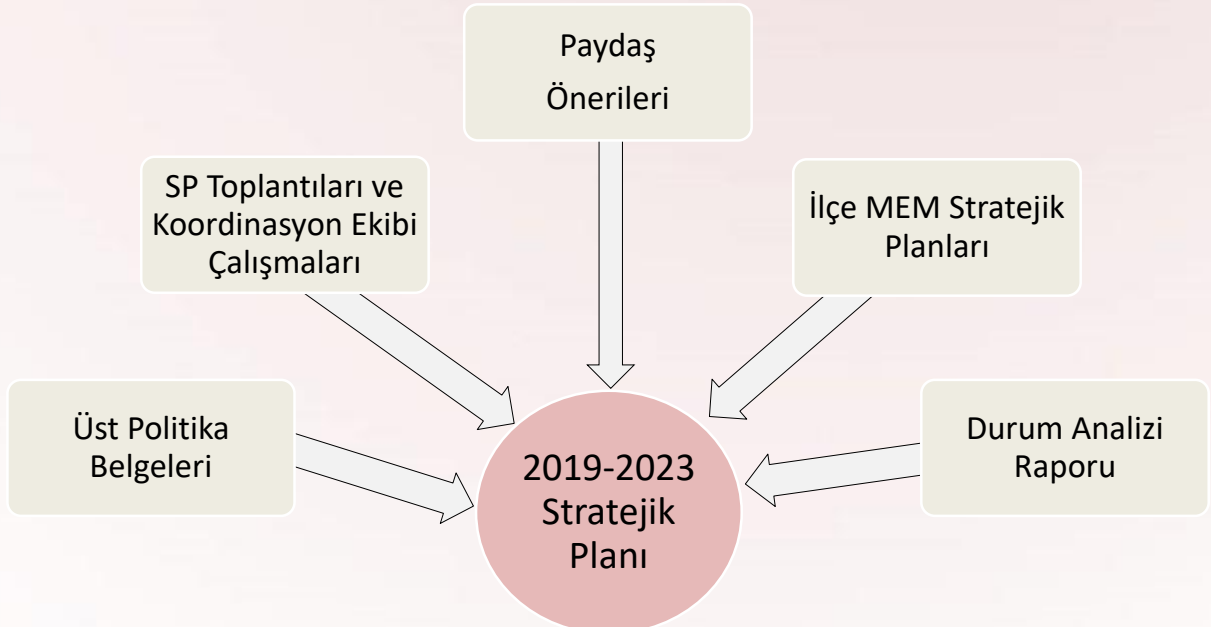 Paydaş
Önerileri
SP Toplantıları ve
Koordinasyon Ekibi
Çalışmaları
İlçe MEM Stratejik
Planları
Üst Politika
Belgeleri
Durum Analizi
Raporu
2019-2023
Stratejik
Planı